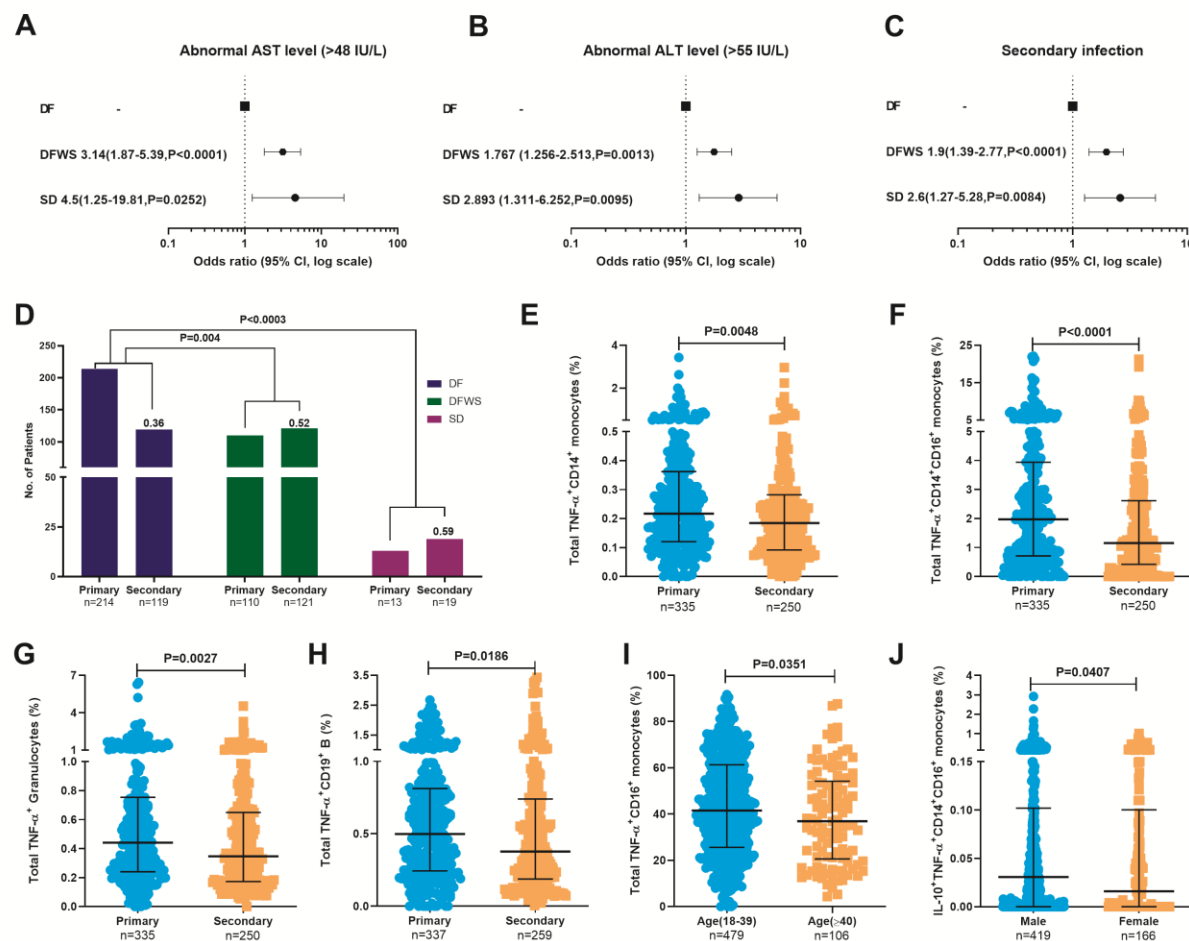 A
Abnormal AST level (>48 IU/L)
DF -
DFWS 3.14(1.87-5.39,P<0.0001)
SD 4.5(1.25-19.81,P=0.0252)
0.1 1 10 100
Odds ratio (95% CI, log scale)
B
Abnormal ALT level (>55 IU/L)
DF -
DFWS 1.767 (1.256-2.513,P=0.0013)
SD 2.893 (1.311-6.252,P=0.0095)
0.1 1 10
Odds ratio (95% CI, log scale)
C
Secondary infection
DF -
DFWS 1.9(1.39-2.77,P<0.0001)
SD 2.6(1.27-5.28,P=0.0084)
0.1 1 10
Odds ratio (95% CI, log scale)
D
P<0.0003
P=0.004
No. of Patients
250
200
150
100
50
25
0
0.36
0.52
0.59
DF
DFWS
SD
Primary Secondary Primary Secondary Primary Secondary
n=214 n=119 n=110 n=121 n=13 n=19
E
P=0.0048
Total TNF-α+CD14+ monocytes (%)
4
2
0.5
0.4
0.3
0.2
0.1
0.0
Primary Secondary
n=335 n=250
F
P<0.0001
Total TNF-α+CD14+CD16+ monocytes (%)
25
15
5
4
3
2
1
0
Primary Secondary
n=335 n=250
G
P=0.0027
Total TNF-α+ Granulocytes (%)
7
4
1
1.0
0.8
0.6
0.4
0.2
0.0
Primary Secondary
n=335 n=250
H
P=0.0186
Total TNF-α+CD19+ B (%)
3.5
2.5
1.5
1.0
0.5
0.0
Primary Secondary
n=337 n=259
I
P=0.0351
Total TNF-α+CD16+ monocytes (%)
100
80
60
40
20
0
Age(18-39) Age(≥40)
n=479 n=106
J
P=0.0407
IL-10+TNF-α+CD14+CD16+ monocytes (%)
4
3
2
1
0.15
0.10
0.05
0.00
Male Female
n=419 n=166